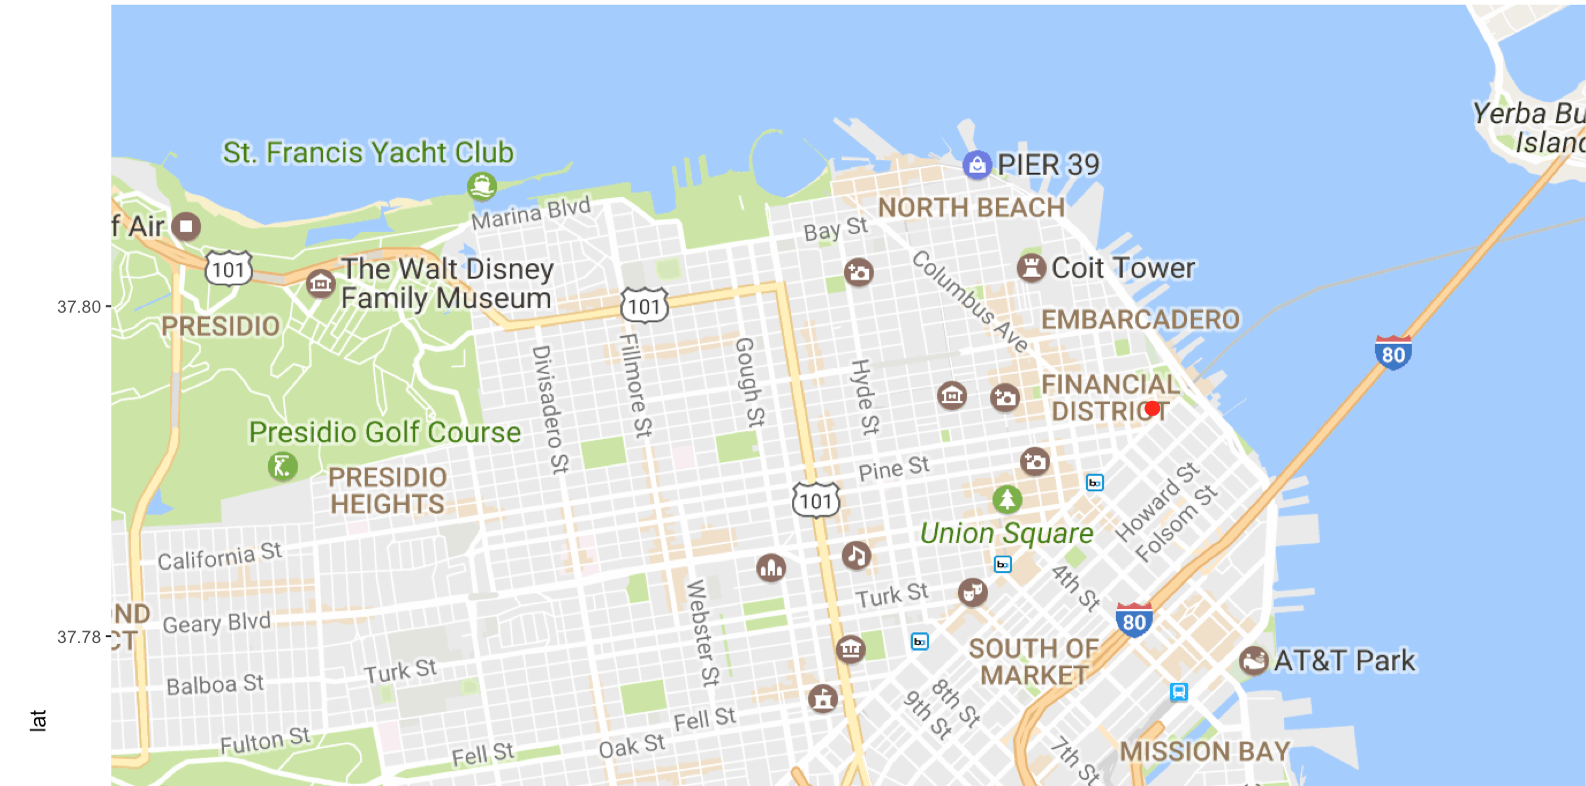 Yerba Bu
Island
St. Francis Yacht Club
PIER 39
NORTH BEACH
Marina Blvd
f Air
Bay St
101
The Walt Disney
Family Museum
Columbus Ave
Coit Tower
37.80
101
PRESIDIO
EMBARCADERO
80
Divisadero St
Fillmore St
Gough St
Hyde St
FINANCIAL
DISTRICT
Presidio Golf Course
PRESIDIO
HEIGHTS
Pine St
101
Howard St
Folsom St
Union Square
California St
4th St
Turk St
OND
CT
Geary Blvd
80
37.78
Webster St
SOUTH OF
MARKET
AT&T Park
Turk St
Balboa St
8th St
9th St
lat
Fell St
Fulton St
Fell St
Oak St
7th St
MISSION BAY